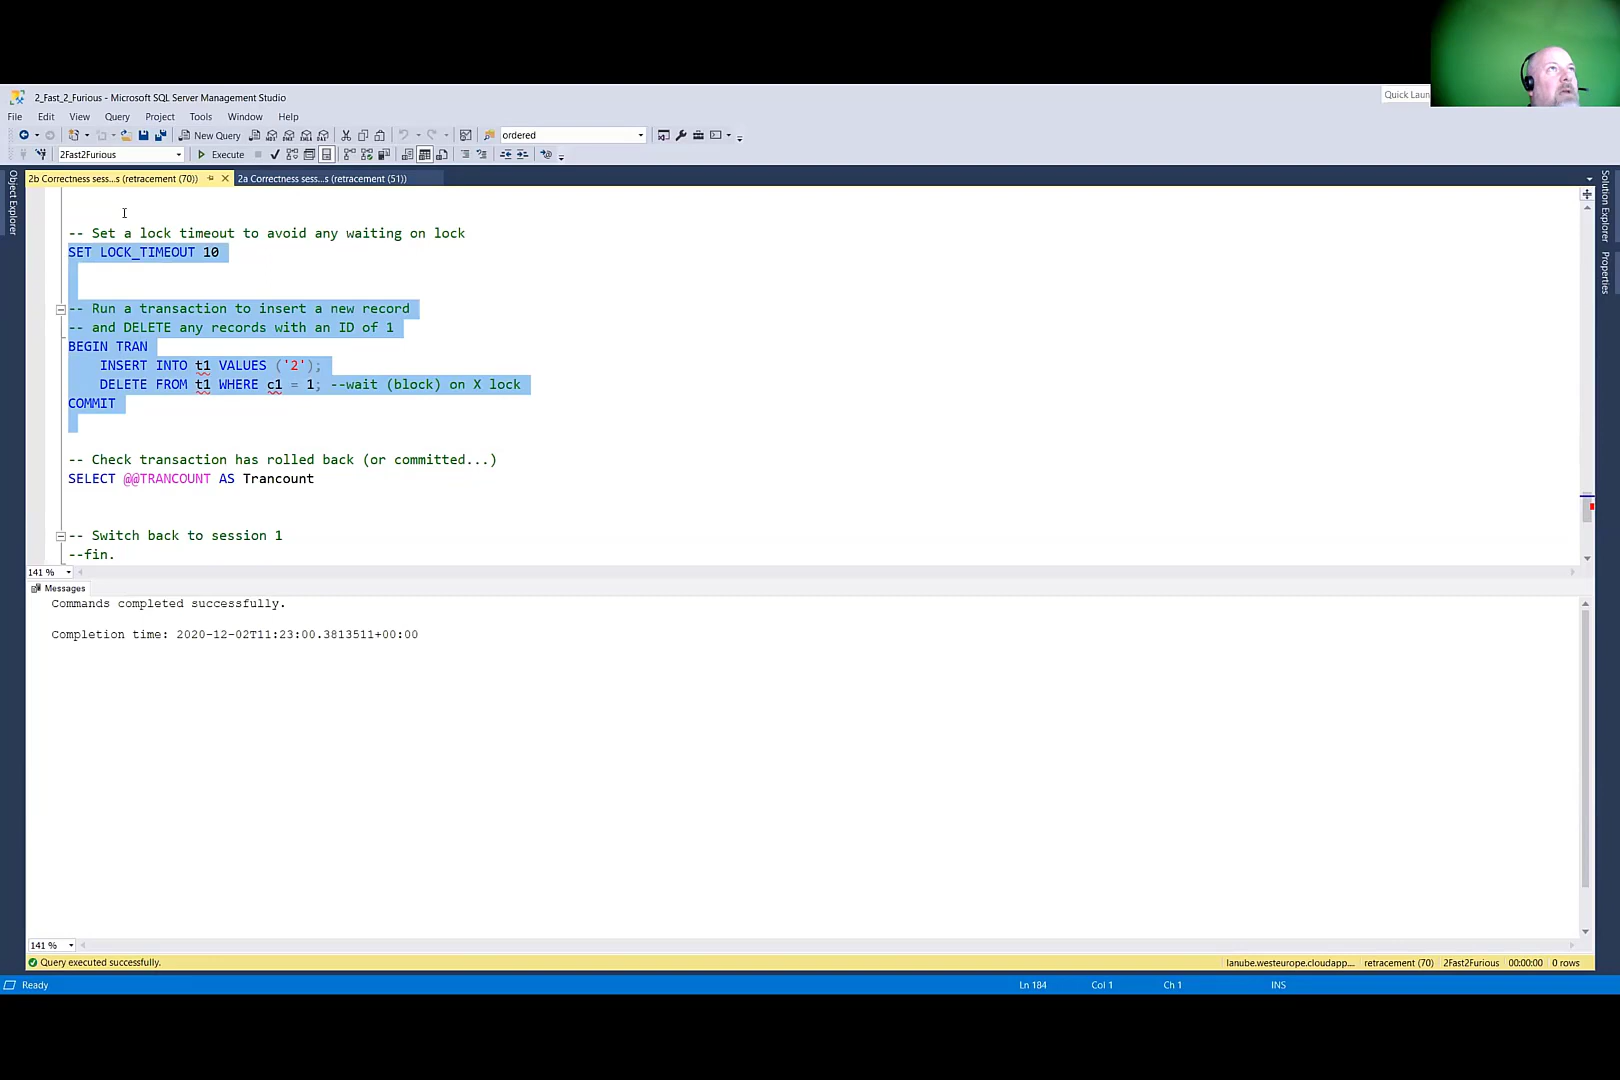 2_Fast_2_Furious - Microsoft SQL Server Management Studio
Quick Laun
File Edit View Query Project Tools Window Help
New Query
ordered
2Fast2Furious
Execute
2b Correctness sess...s (retracement (70))
2a Correctness sess...s (retracement (51))
Object Explorer
Solution Explorer
Properties
-- Set a lock timeout to avoid any waiting on lock
SET LOCK_TIMEOUT 10
-- Run a transaction to insert a new record
-- and DELETE any records with an ID of 1
BEGIN TRAN
INSERT INTO t1 VALUES ('2');
DELETE FROM t1 WHERE c1 = 1; --wait (block) on X lock
COMMIT
-- Check transaction has rolled back (or committed...)
SELECT @@TRANCOUNT AS Trancount
-- Switch back to session 1
--fin.
141 %
Messages
Commands completed successfully.
Completion time: 2020-12-02T11:23:00.3813511+00:00
141 %
Query executed successfully.
lanube.westeurope.cloudapp.... retracement (70) 2Fast2Furious 00:00:00 0 rows
Ready
Ln 184 Col 1 Ch 1 INS